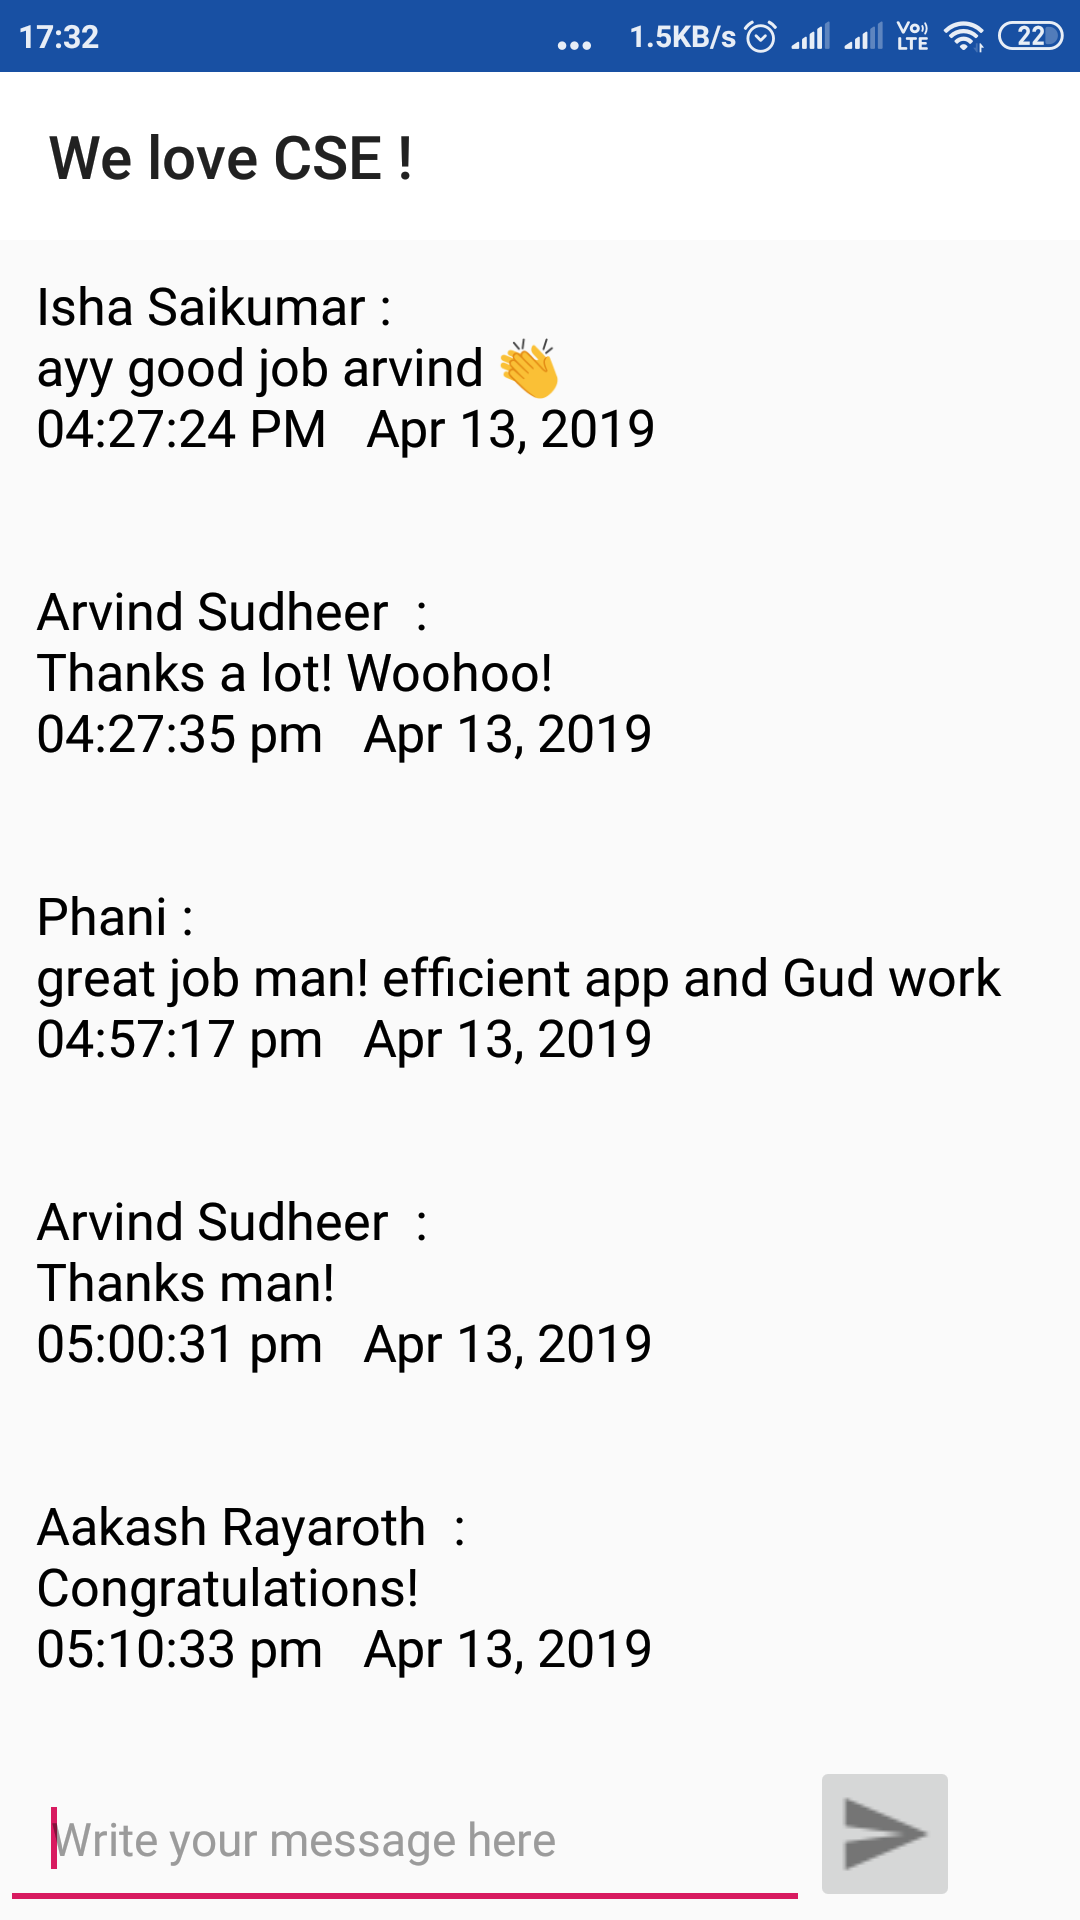 17:32 ... 1.5KB/s Vo)) LTE 22
We love CSE !
Isha Saikumar :
ayy good job arvind 👏
04:27:24 PM   Apr 13, 2019
Arvind Sudheer  :
Thanks a lot! Woohoo!
04:27:35 pm   Apr 13, 2019
Phani :
great job man! efficient app and Gud work
04:57:17 pm   Apr 13, 2019
Arvind Sudheer  :
Thanks man!
05:00:31 pm   Apr 13, 2019
Aakash Rayaroth  :
Congratulations!
05:10:33 pm   Apr 13, 2019
Write your message here